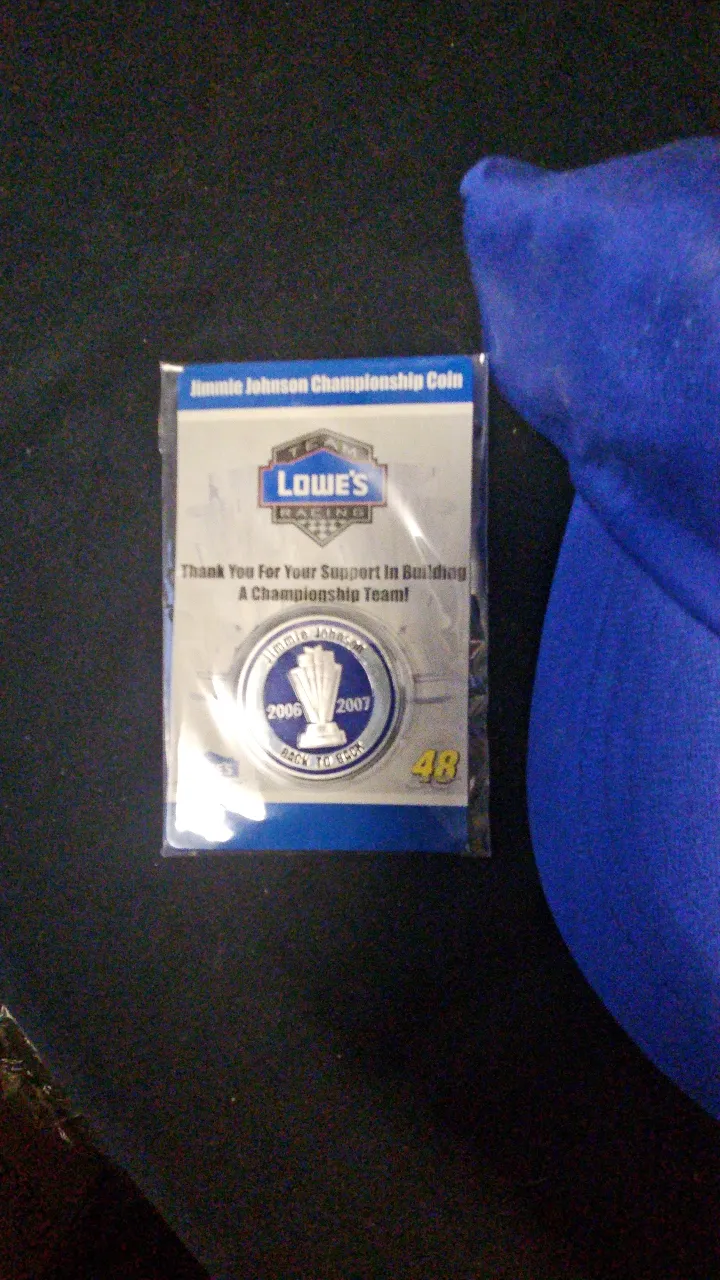 Jimmie Johnson Championship Coin
TEAM
LOWE'S
RACING
Thank You For Your Support In Building
A Championship Team!
Jimmie Johnson
2006 2007
BACK TO BACK
48